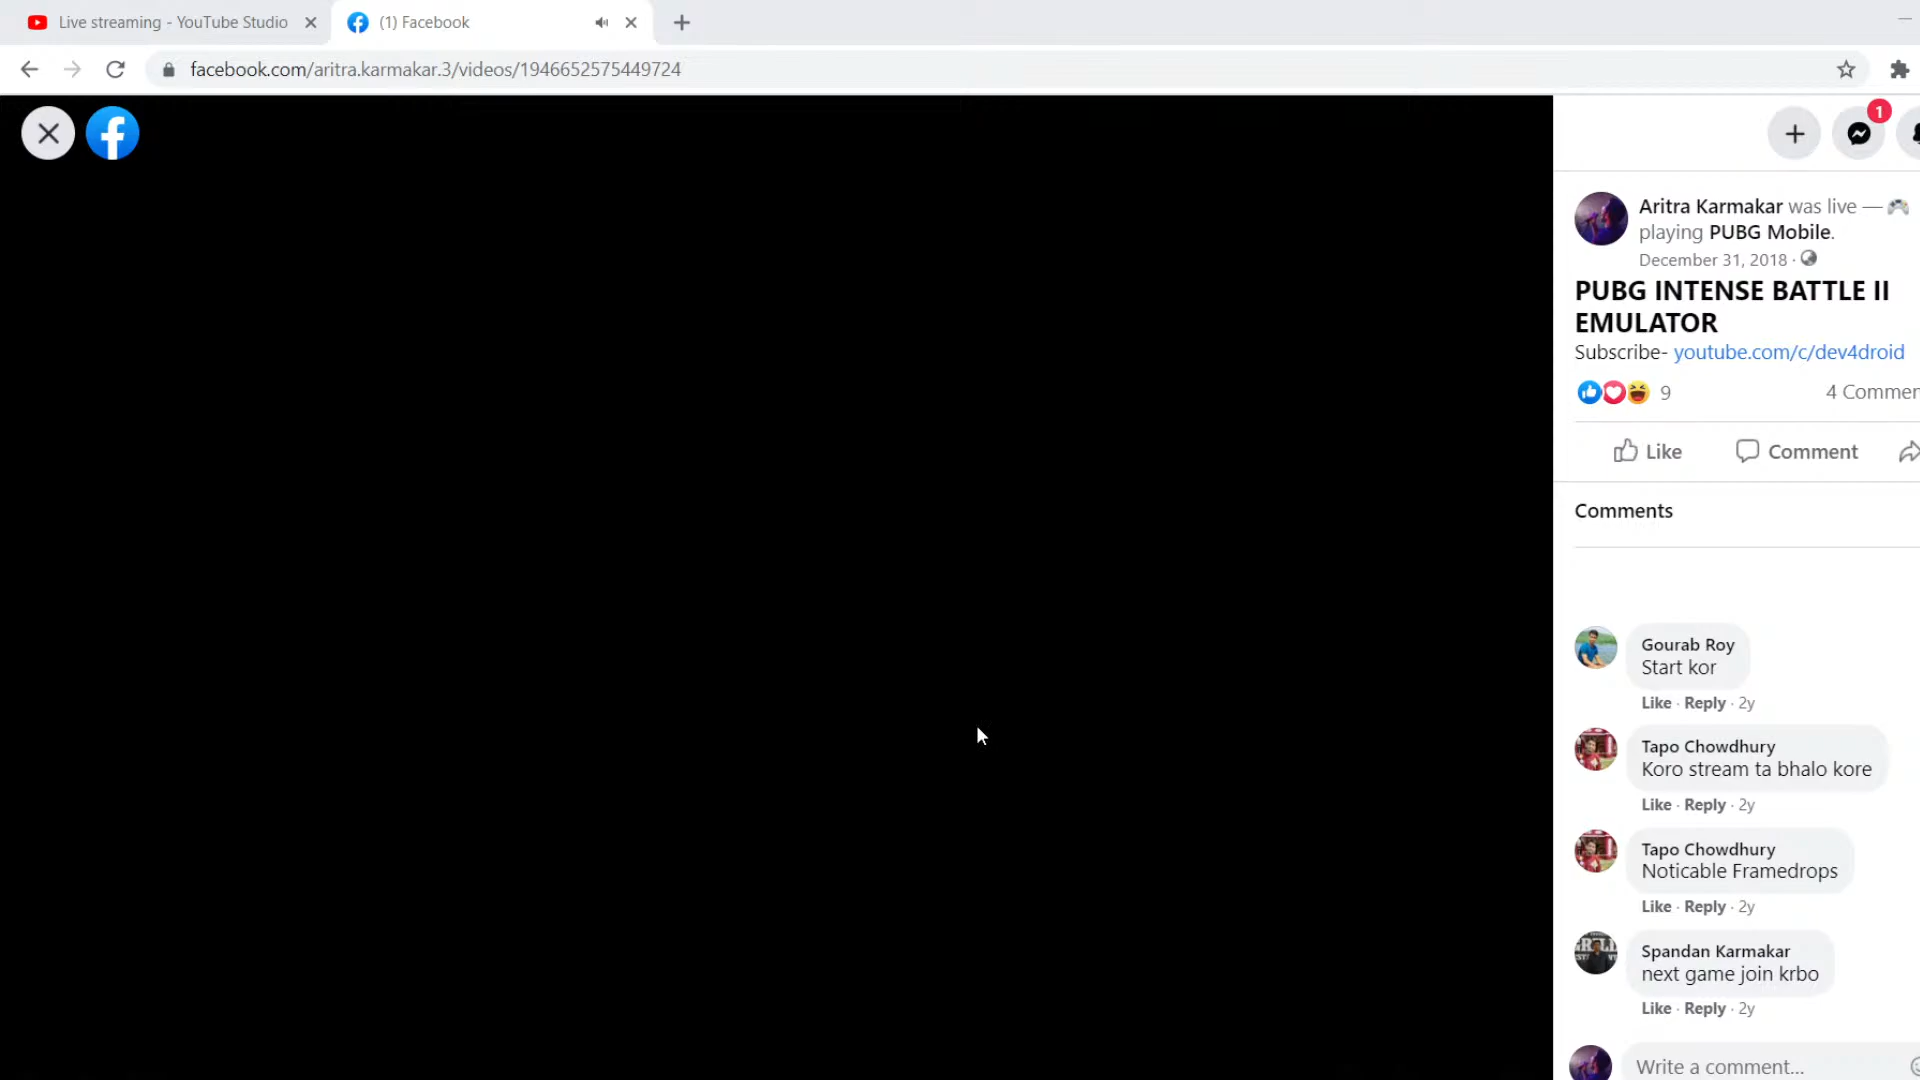 Live streaming - YouTube Studio
(1) Facebook
facebook.com/aritra.karmakar.3/videos/1946652575449724
1
Aritra Karmakar was live —
playing PUBG Mobile.
December 31, 2018 ·
PUBG INTENSE BATTLE II
EMULATOR
Subscribe- youtube.com/c/dev4droid
9
4 Commen
Like
Comment
Comments
Gourab Roy
Start kor
Like · Reply · 2y
Tapo Chowdhury
Koro stream ta bhalo kore
Like · Reply · 2y
Tapo Chowdhury
Noticable Framedrops
Like · Reply · 2y
Spandan Karmakar
next game join krbo
Like · Reply · 2y
Write a comment...